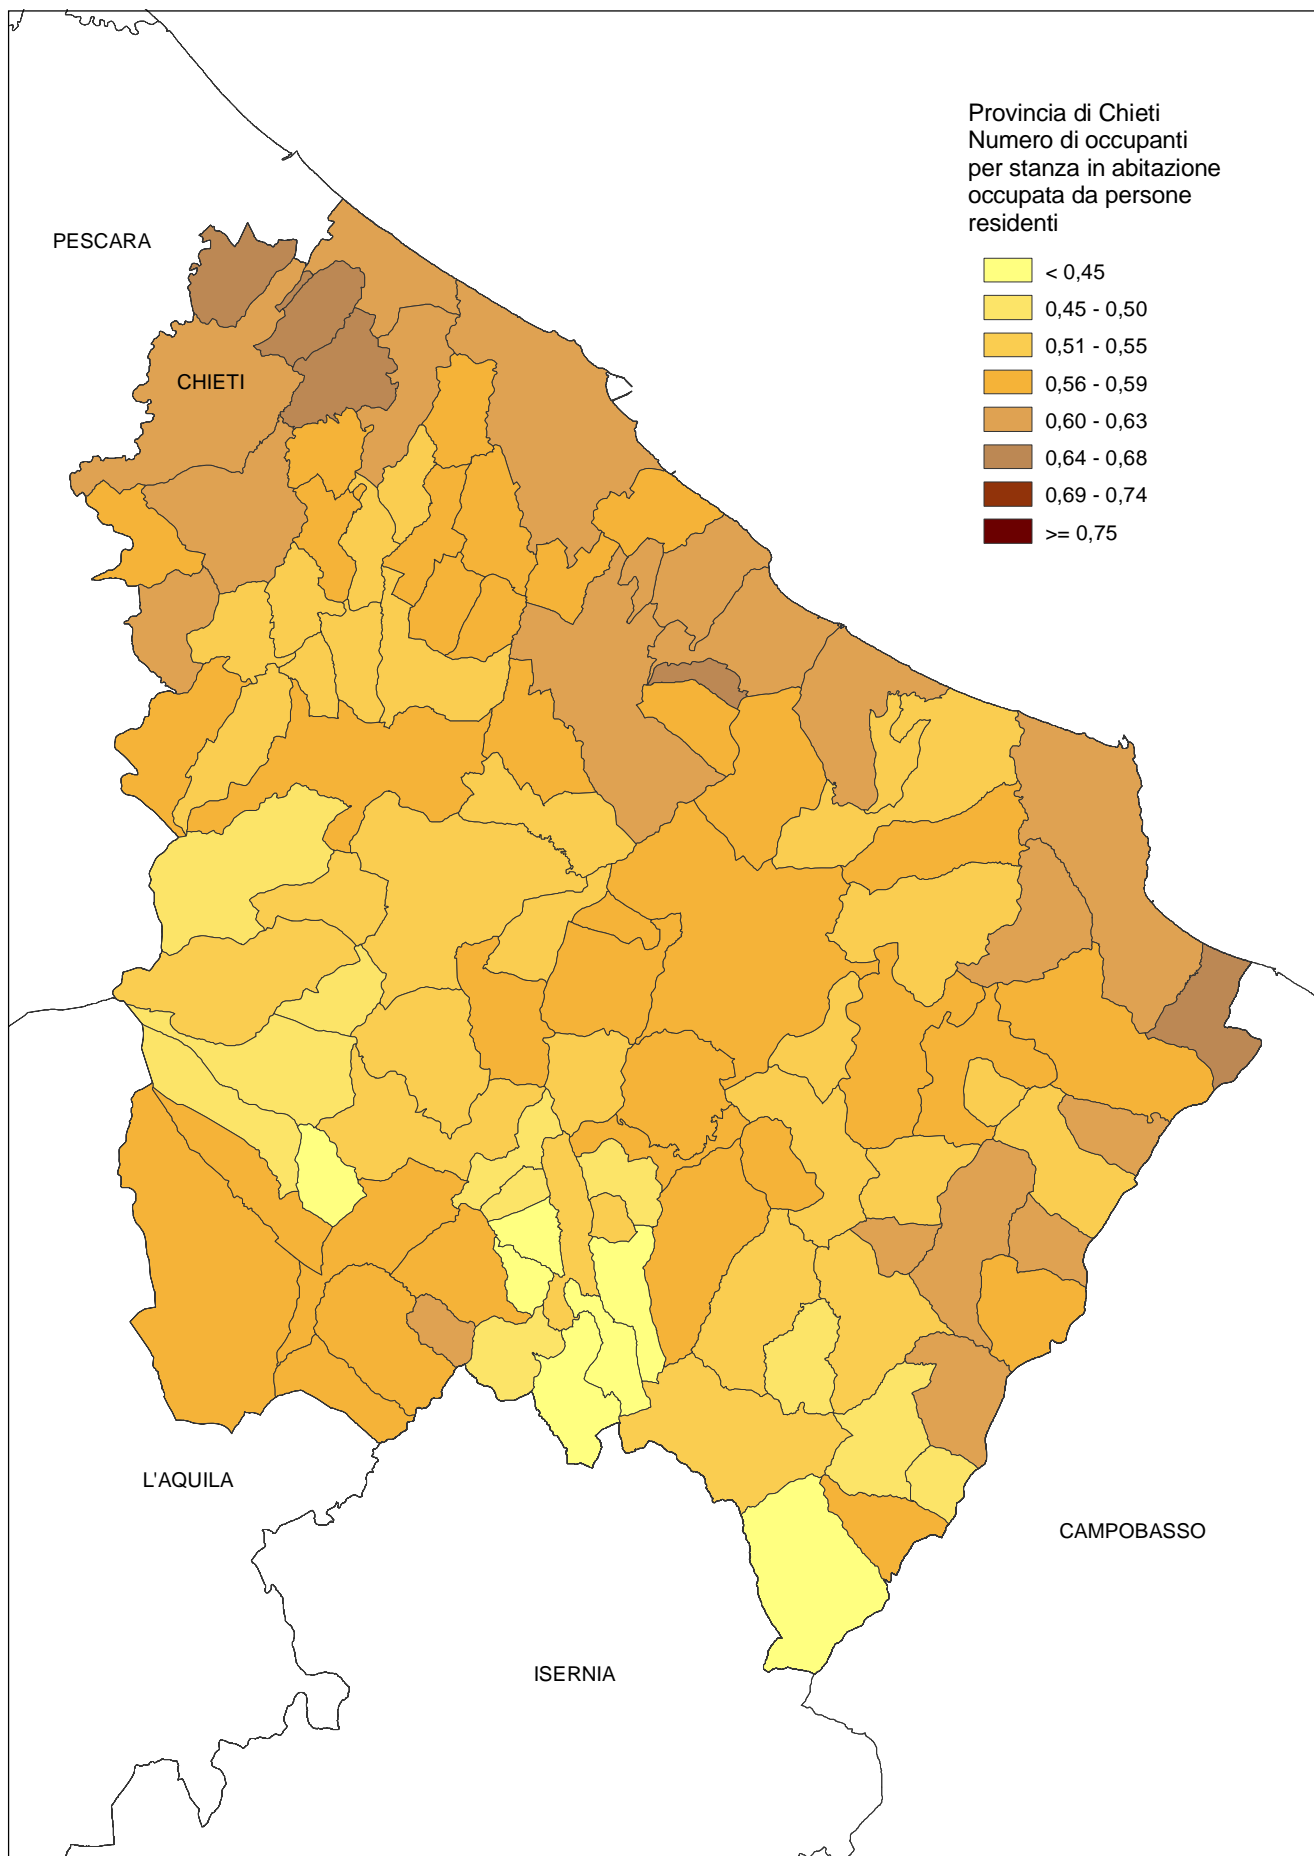 Provincia di Chieti
Numero di occupanti
per stanza in abitazione
occupata da persone
residenti
< 0,45
0,45 - 0,50
0,51 - 0,55
0,56 - 0,59
0,60 - 0,63
0,64 - 0,68
0,69 - 0,74
>= 0,75
PESCARA
CHIETI
L'AQUILA
CAMPOBASSO
ISERNIA